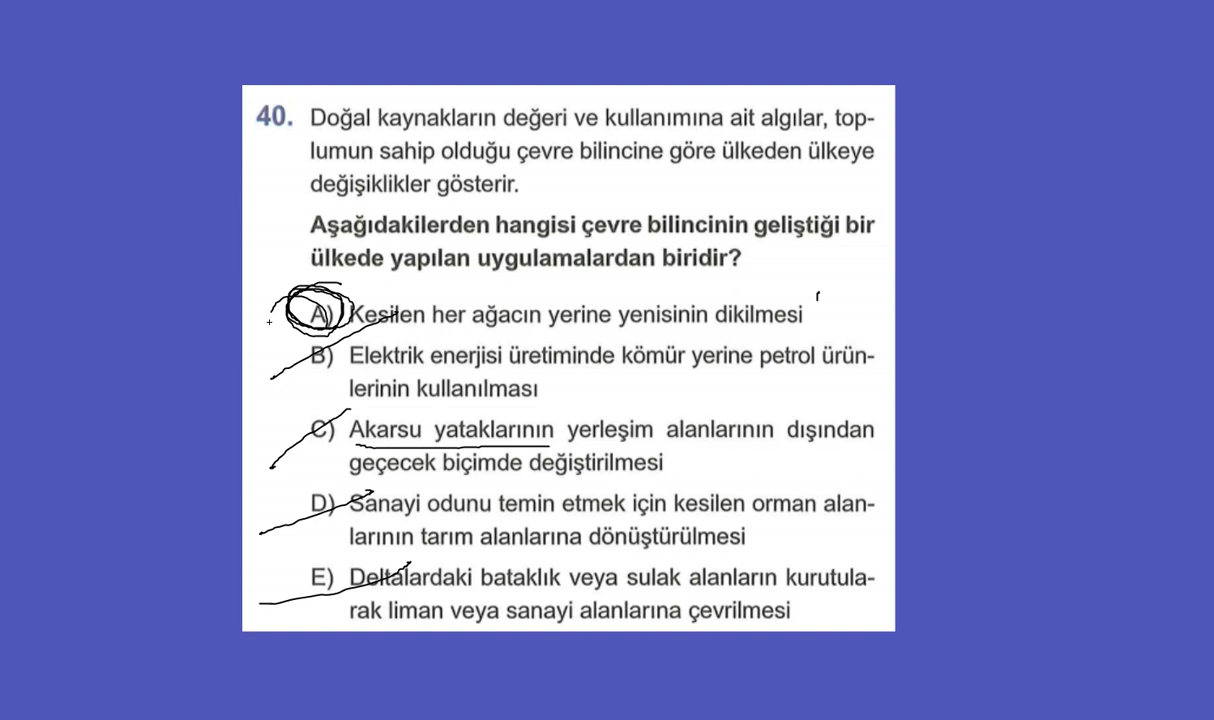 40. Doğal kaynakların değeri ve kullanımına ait algılar, top-
lumun sahip olduğu çevre bilincine göre ülkeden ülkeye
değişiklikler gösterir.
Aşağıdakilerden hangisi çevre bilincinin geliştiği bir
ülkede yapılan uygulamalardan biridir?
A) Kesilen her ağacın yerine yenisinin dikilmesi
B) Elektrik enerjisi üretiminde kömür yerine petrol ürün-
lerinin kullanılması
C) Akarsu yataklarının yerleşim alanlarının dışından
geçecek biçimde değiştirilmesi
D) Sanayi odunu temin etmek için kesilen orman alan-
larının tarım alanlarına dönüştürülmesi
E) Deltalardaki bataklık veya sulak alanların kurutula-
rak liman veya sanayi alanlarına çevrilmesi